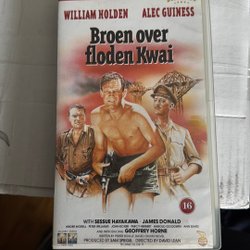 WILLIAM HOLDEN ALEC GUINESS
Broen over
floden Kwai
16
WITH SESSUE HAYAKAWA · JAMES DONALD
GEOFFREY HORNE
PRODUCED BY SAM SPIEGEL DIRECTED BY DAVID LEAN